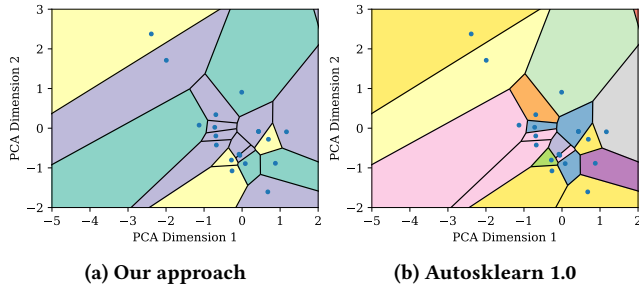 3
2
1
0
−1
−2
PCA Dimension 2
−5 −4 −3 −2 −1 0 1 2
PCA Dimension 1
(a) Our approach
3
2
1
0
−1
−2
PCA Dimension 2
−5 −4 −3 −2 −1 0 1 2
PCA Dimension 1
(b) Autosklearn 1.0